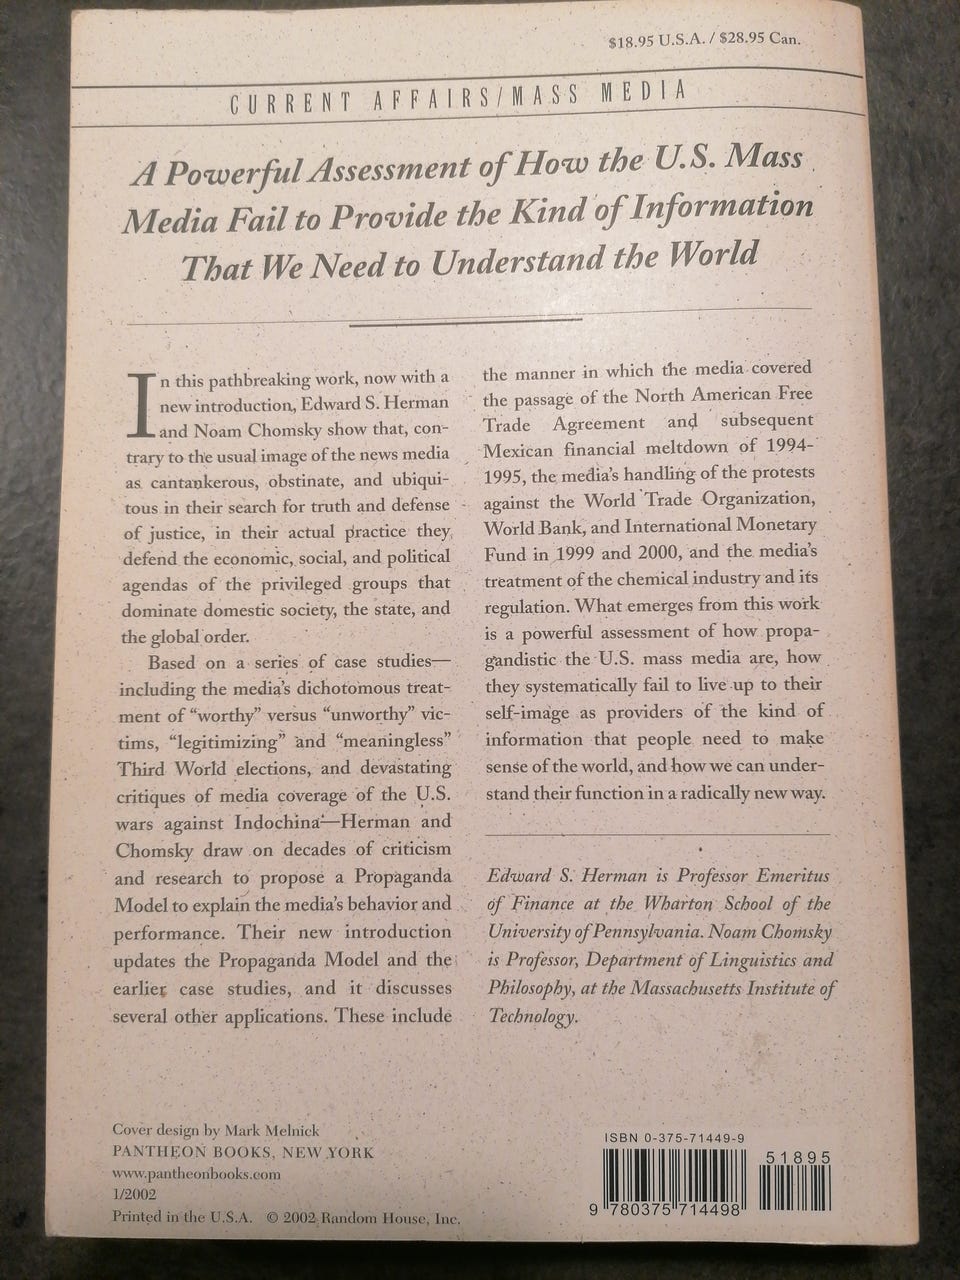 $18.95 U.S.A. / $28.95 Can.
CURRENT AFFAIRS/MASS MEDIA
A Powerful Assessment of How the U.S. Mass
Media Fail to Provide the Kind of Information
That We Need to Understand the World
In this pathbreaking work, now with a
new introduction, Edward S. Herman
and Noam Chomsky show that, con-
trary to the usual image of the news media
as cantankerous, obstinate, and ubiqui-
tous in their search for truth and defense
of justice, in their actual practice they
defend the economic, social, and political
agendas of the privileged groups that
dominate domestic society, the state, and
the global order.
Based on a series of case studies—
including the media's dichotomous treat-
ment of "worthy" versus "unworthy" vic-
tims, "legitimizing" and "meaningless"
Third World elections, and devastating
critiques of media coverage of the U.S.
wars against Indochina—Herman and
Chomsky draw on decades of criticism
and research to propose a Propaganda
Model to explain the media's behavior and
performance. Their new introduction
updates the Propaganda Model and the
earlier case studies, and it discusses
several other applications. These include
the manner in which the media covered
the passage of the North American Free
Trade Agreement and subsequent
Mexican financial meltdown of 1994-
1995, the media's handling of the protests
against the World Trade Organization,
World Bank, and International Monetary
Fund in 1999 and 2000, and the media's
treatment of the chemical industry and its
regulation. What emerges from this work
is a powerful assessment of how propa-
gandistic the U.S. mass media are, how
they systematically fail to live up to their
self-image as providers of the kind of
information that people need to make
sense of the world, and how we can under-
stand their function in a radically new way.
Edward S. Herman is Professor Emeritus
of Finance at the Wharton School of the
University of Pennsylvania. Noam Chomsky
is Professor, Department of Linguistics and
Philosophy, at the Massachusetts Institute of
Technology.
Cover design by Mark Melnick
PANTHEON BOOKS, NEW YORK
www.pantheonbooks.com
1/2002
Printed in the U.S.A. © 2002 Random House, Inc.
ISBN 0-375-71449-9
51895
9 780375 714498